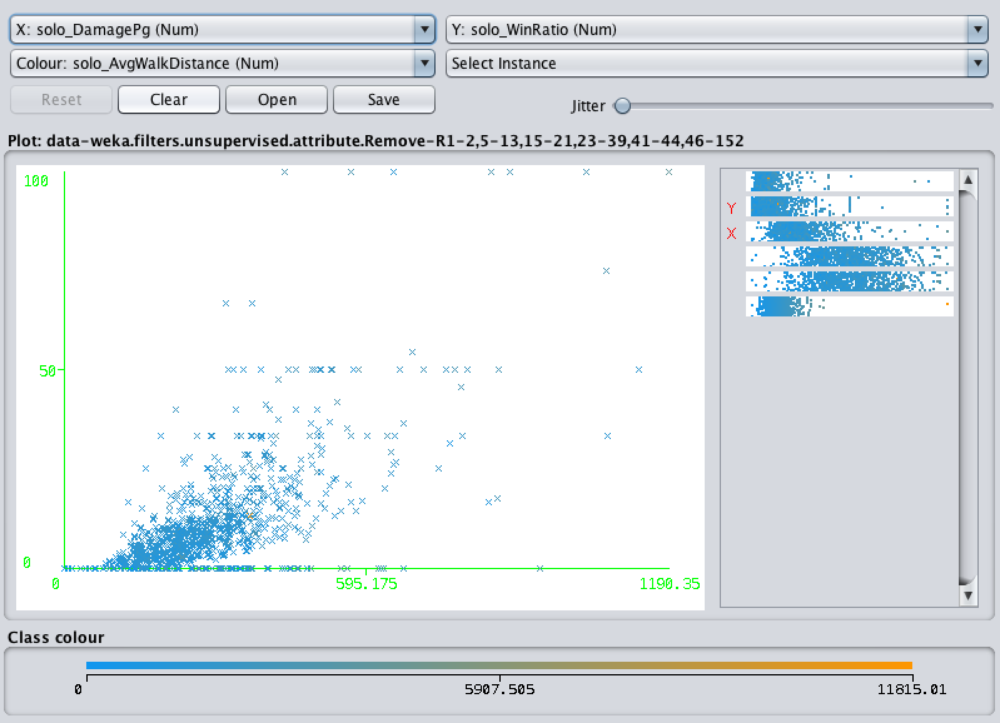 X: solo_DamagePg (Num)
Y: solo_WinRatio (Num)
Colour: solo_AvgWalkDistance (Num)
Select Instance
Reset
Clear
Open
Save
Jitter
Plot: data-weka.filters.unsupervised.attribute.Remove-R1-2,5-13,15-21,23-39,41-44,46-152
100
50
0
0
595.175
1190.35
Y
X
Class colour
0
5907.505
11815.01